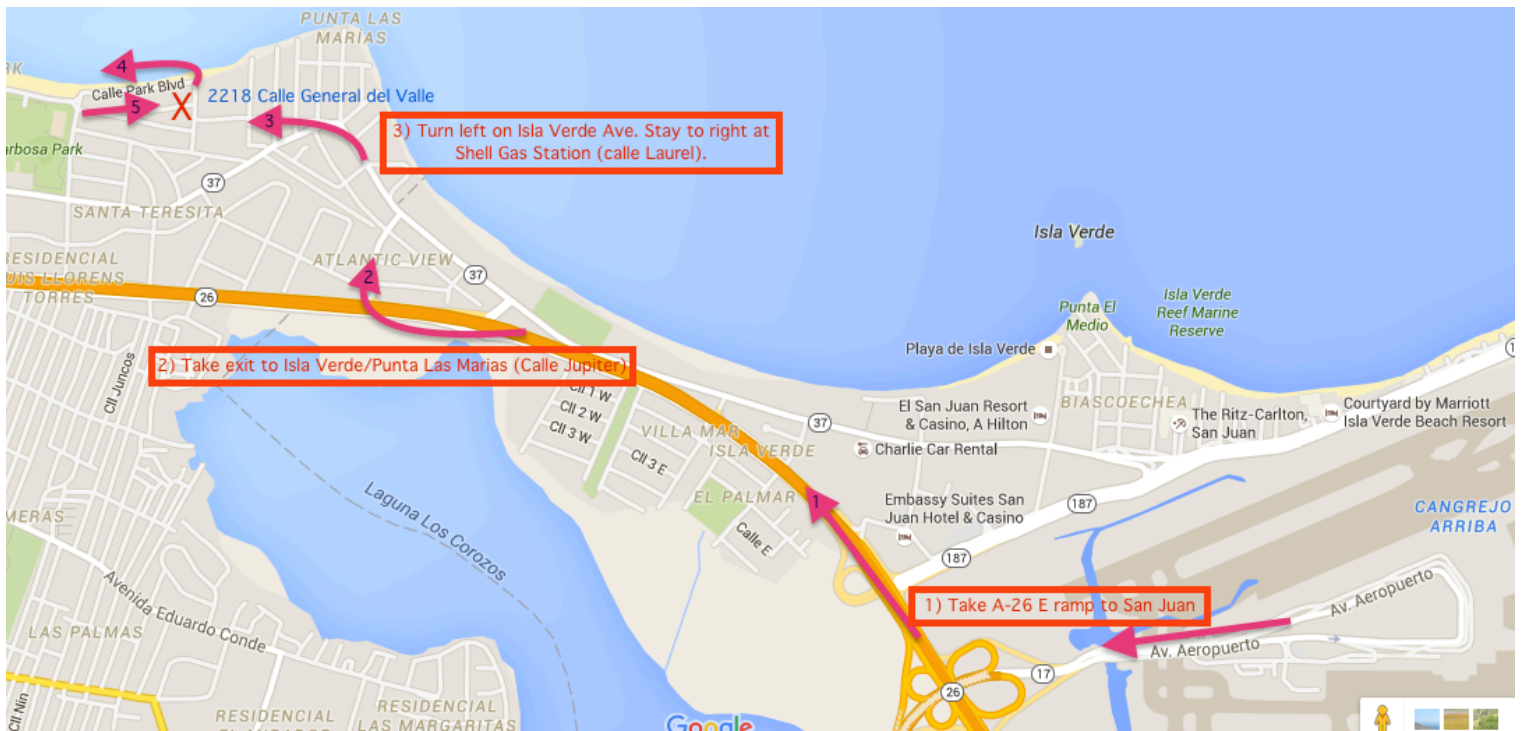 PUNTA LAS
MARÍAS
RK
4
Calle Park Blvd
5
X
2218 Calle General del Valle
3
3) Turn left on Isla Verde Ave. Stay to right at
Shell Gas Station (calle Laurel).
arbosa Park
37
SANTA TERESITA
Isla Verde
RESIDENCIAL
UIS LLORENS
TORRES
ATLANTIC VIEW
2
37
26
Punta El
Medio
Isla Verde
Reef Marine
Reserve
2) Take exit to Isla Verde/Punta Las Marias (Calle Jupiter)
Playa de Isla Verde
1
Cll Juncos
Cll 1 W
Cll 2 W
Cll 3 W
Cll 3 E
VILLA MAR
ISLA VERDE
37
El San Juan Resort
& Casino, A Hilton
BIASCOECHEA
The Ritz-Carlton,
San Juan
Courtyard by Marriott
Isla Verde Beach Resort
Charlie Car Rental
EL PALMAR
1
Calle E
Embassy Suites San
Juan Hotel & Casino
187
187
CANGREJO
ARRIBA
MERAS
Laguna Los Corozos
Avenida Eduardo Conde
LAS PALMAS
1) Take A-26 E ramp to San Juan
Av. Aeropuerto
Av. Aeropuerto
17
26
Cll Nin
RESIDENCIAL
RESIDENCIAL
LAS MARGARITAS
Google